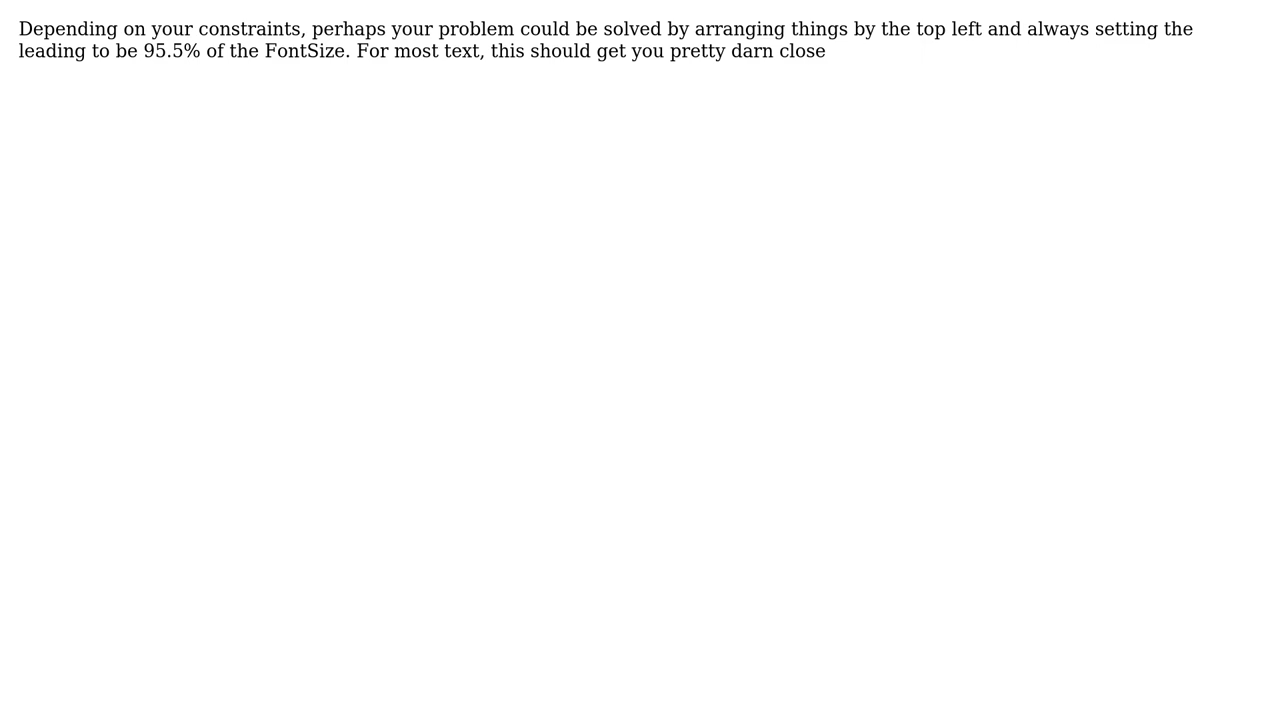 Depending on your constraints, perhaps your problem could be solved by arranging things by the top left and always setting the
leading to be 95.5% of the FontSize. For most text, this should get you pretty darn close